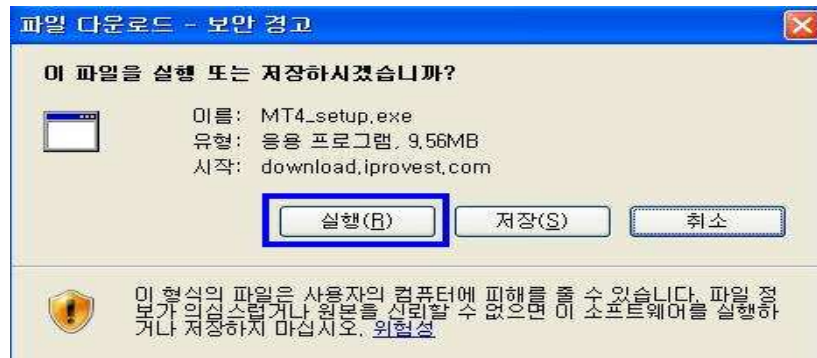 파일 다운로드 - 보안 경고
이 파일을 실행 또는 저장하시겠습니까?
이름: MT4_setup.exe
유형: 응용 프로그램, 9.56MB
시작: download.iprovest.com
실행(R) 저장(S) 취소
이 형식의 파일은 사용자의 컴퓨터에 피해를 줄 수 있습니다. 파일 정
보가 의심스럽거나 원본을 신뢰할 수 없으면 이 소프트웨어를 실행하
거나 저장하지 마십시오. 위험성